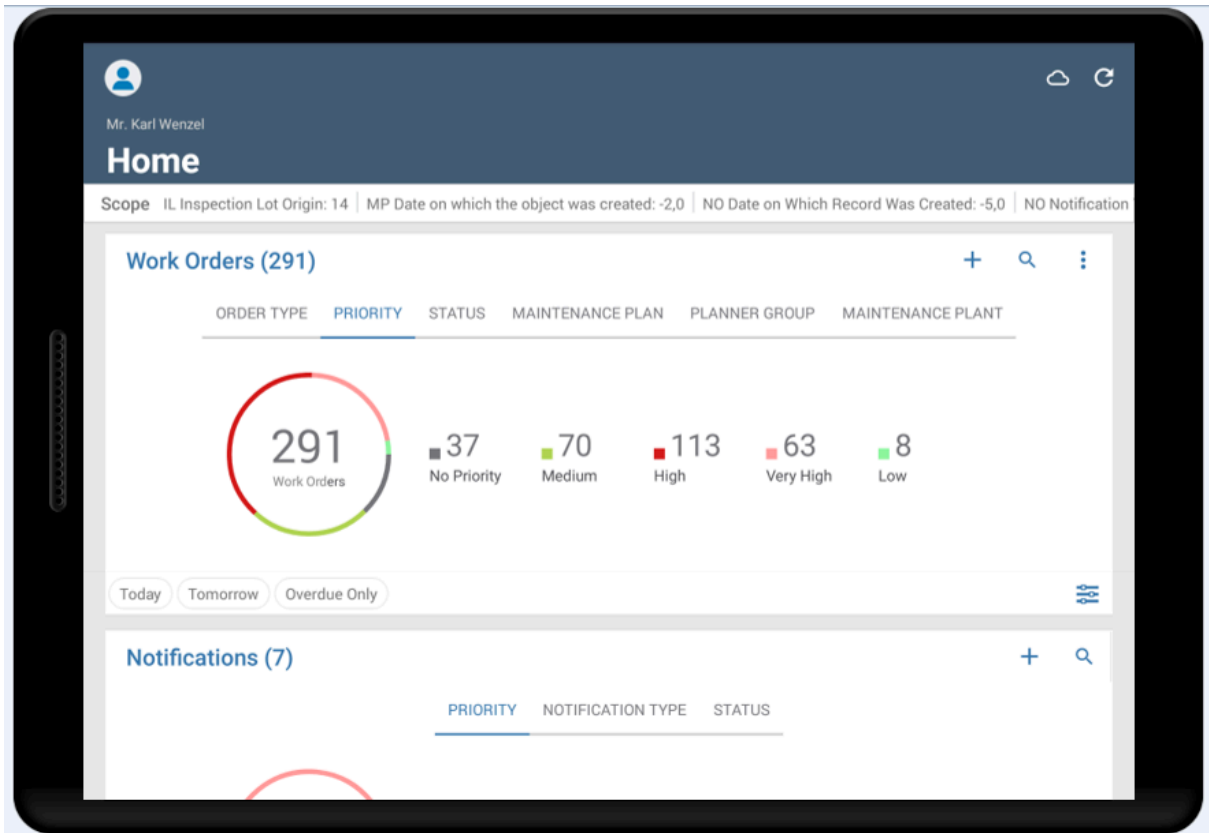 Mr. Karl Wenzel
Home
Scope IL Inspection Lot Origin: 14 MP Date on which the object was created: -2,0 NO Date on Which Record Was Created: -5,0 NO Notification
Work Orders (291)
ORDER TYPE PRIORITY STATUS MAINTENANCE PLAN PLANNER GROUP MAINTENANCE PLANT
291
Work Orders
37 70 113 63 8
No Priority Medium High Very High Low
Today Tomorrow Overdue Only
Notifications (7)
PRIORITY NOTIFICATION TYPE STATUS